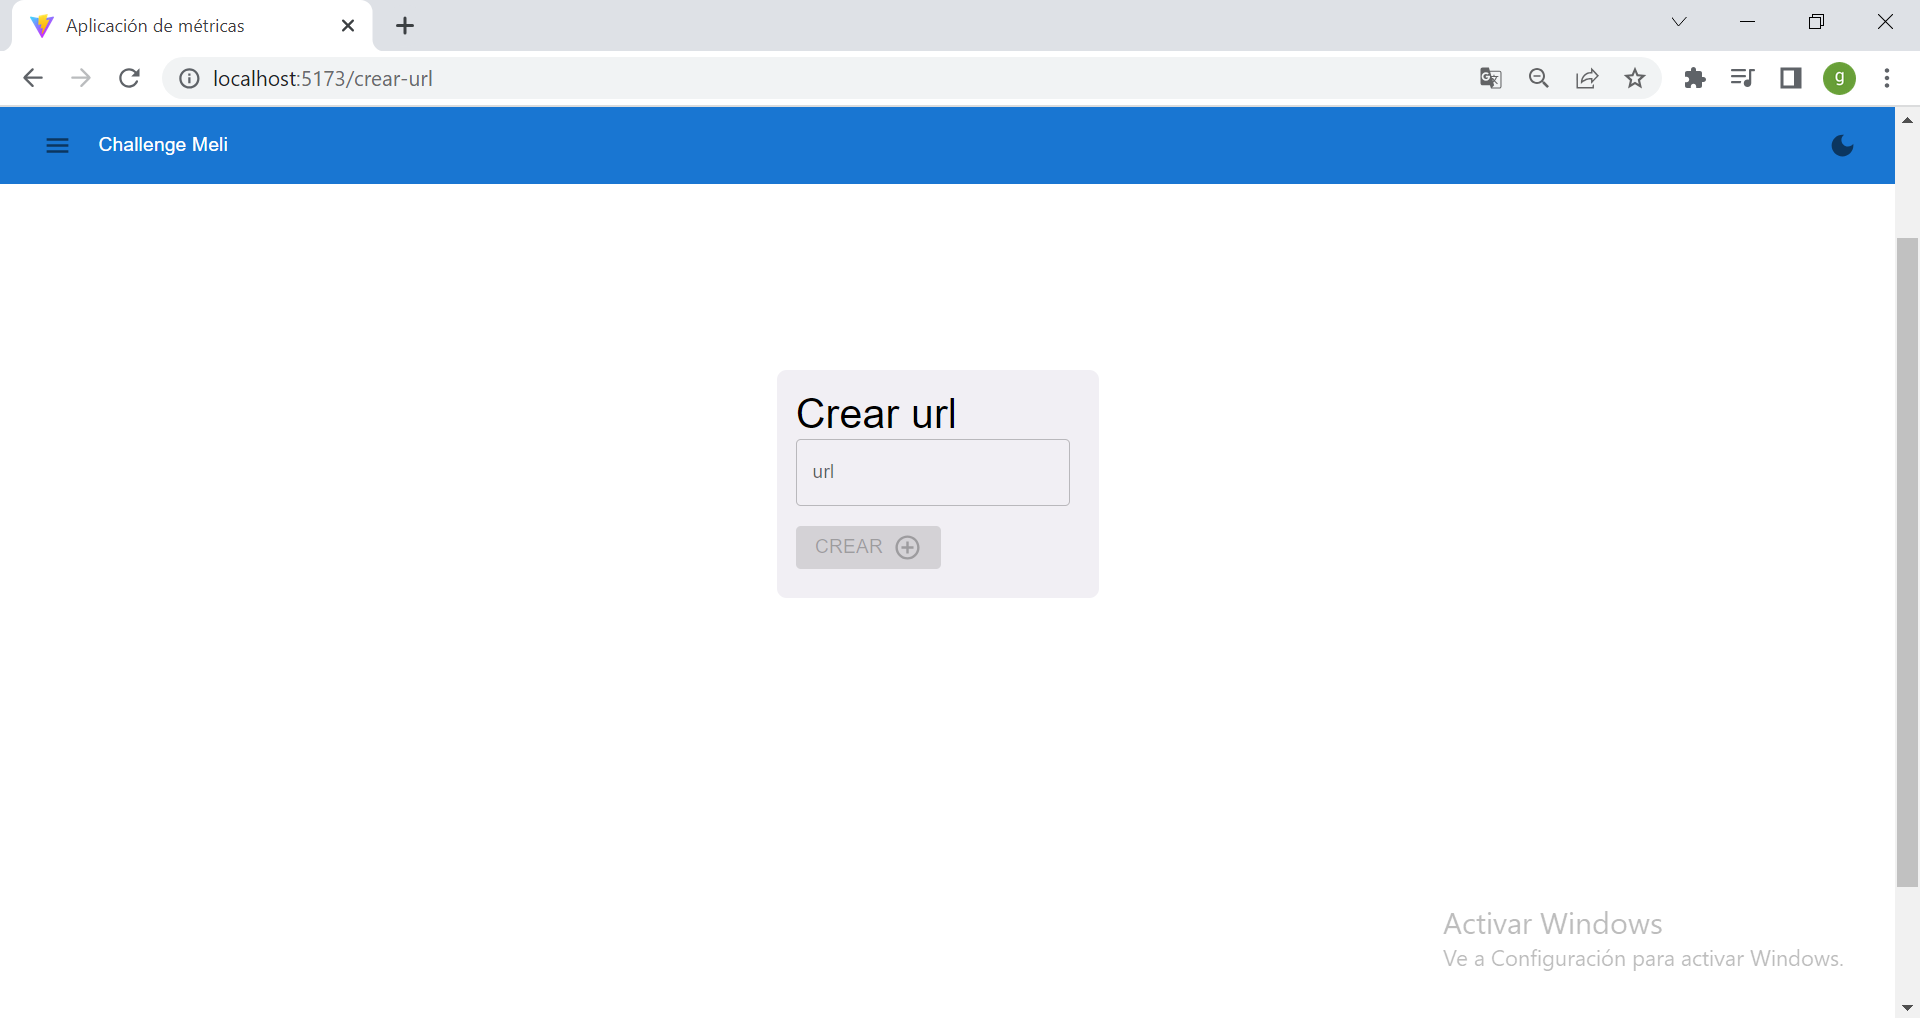 Aplicación de métricas
localhost:5173/crear-url
g
Challenge Meli
Crear url
url
CREAR
Activar Windows
Ve a Configuración para activar Windows.